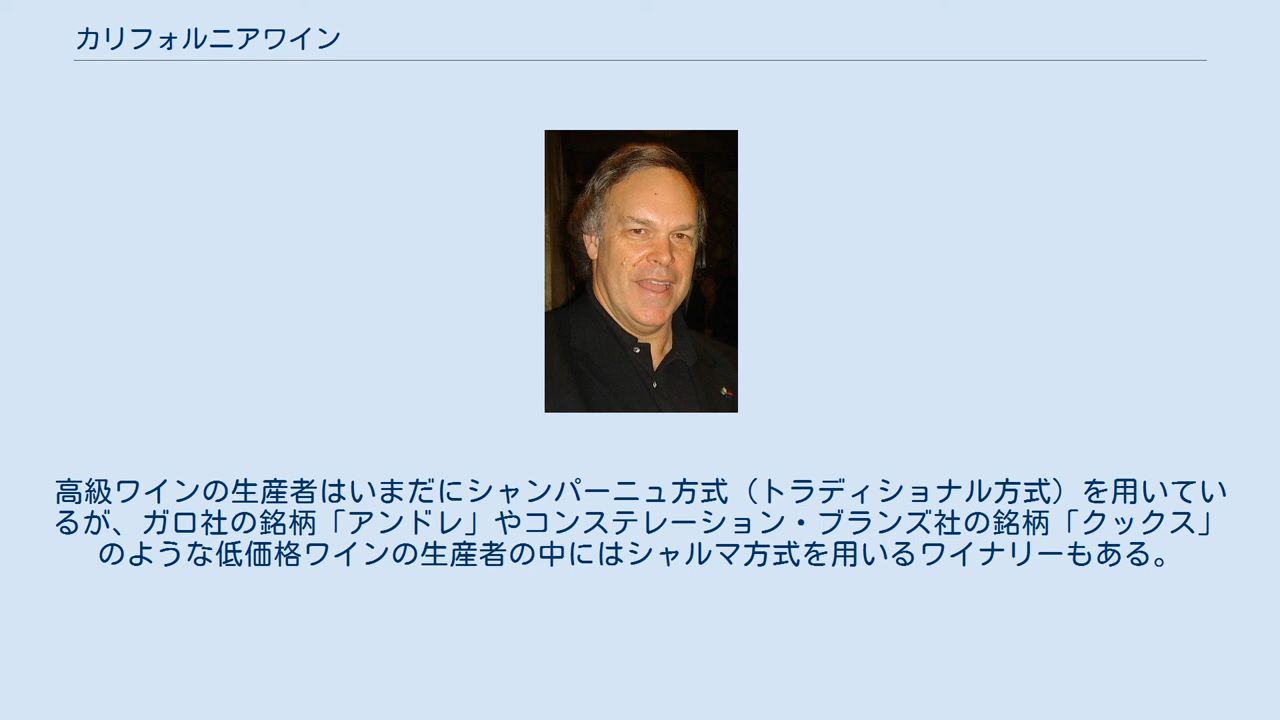 カリフォルニアワイン
高級ワインの生産者はいまだにシャンパーニュ方式（トラディショナル方式）を用いてい
るが、ガロ社の銘柄「アンドレ」やコンステレーション・ブランズ社の銘柄「クックス」
のような低価格ワインの生産者の中にはシャルマ方式を用いるワイナリーもある。